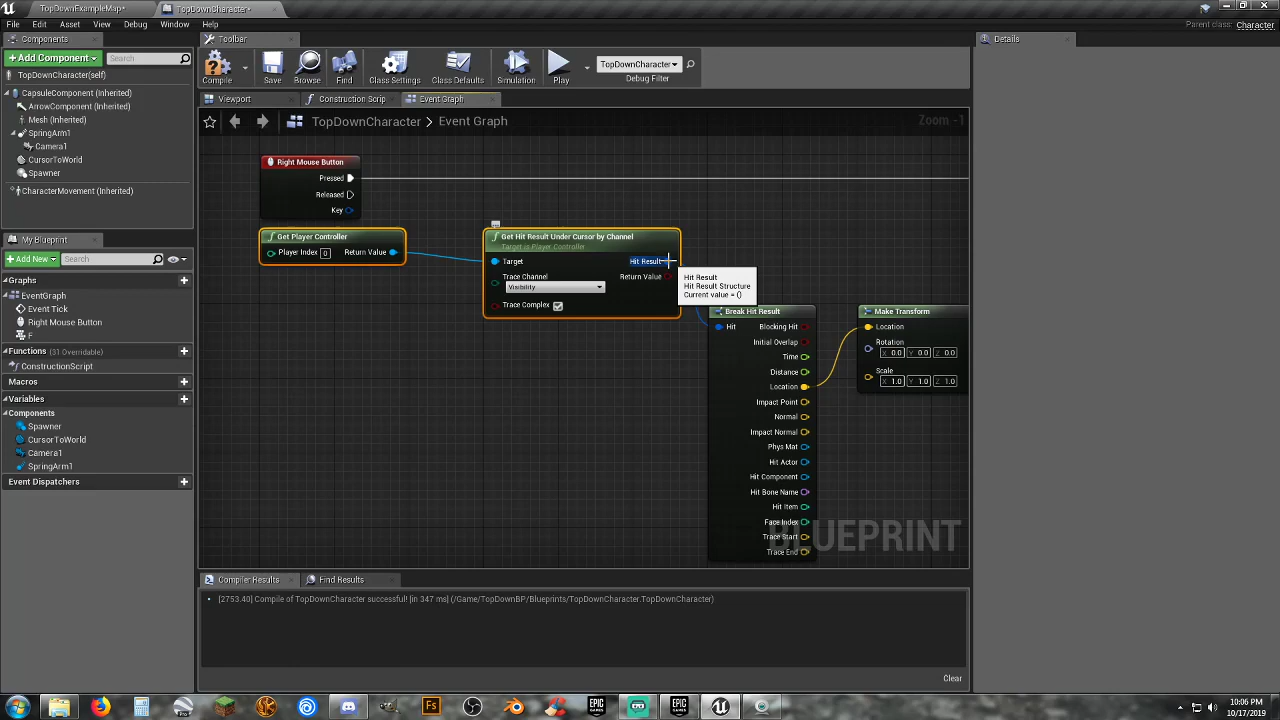 TopDownExampleMap*
TopDownCharacter*
File Edit Asset View Debug Window Help
Parent class: Character
Components
+ Add Component
Search
TopDownCharacter(self)
CapsuleComponent (Inherited)
ArrowComponent (Inherited)
Mesh (Inherited)
SpringArm1
Camera1
CursorToWorld
Spawner
CharacterMovement (Inherited)
My Blueprint
+ Add New
Search
Graphs
EventGraph
Event Tick
Right Mouse Button
F
Functions (31 Overridable)
ConstructionScript
Macros
Variables
Components
Spawner
CursorToWorld
Camera1
SpringArm1
Event Dispatchers
Toolbar
Compile
Save
Browse
Find
Class Settings
Class Defaults
Simulation
Play
TopDownCharacter
Debug Filter
Viewport
Construction Scrip
Event Graph
TopDownCharacter > Event Graph
Zoom -1
Right Mouse Button
Pressed
Released
Key
Get Player Controller
Player Index 0 Return Value
Get Hit Result Under Cursor by Channel
Target is Player Controller
Target Hit Result
Trace Channel Return Value
Visibility
Trace Complex
Hit Result
Hit Result Structure
Current value = ()
Break Hit Result
Hit Blocking Hit
Initial Overlap
Time
Distance
Location
Impact Point
Normal
Impact Normal
Phys Mat
Hit Actor
Hit Component
Hit Bone Name
Hit Item
Face Index
Trace Start
Trace End
Make Transform
Location
Rotation
X 0.0 Y 0.0 Z 0.0
Scale
X 1.0 Y 1.0 Z 1.0
BLUEPRINT
Details
Compiler Results
Find Results
[2753.40] Compile of TopDownCharacter successful! [in 347 ms] (/Game/TopDownBP/Blueprints/TopDownCharacter.TopDownCharacter)
Clear
Fs
EPIC GAMES
EPIC GAMES
10:06 PM
10/17/2019